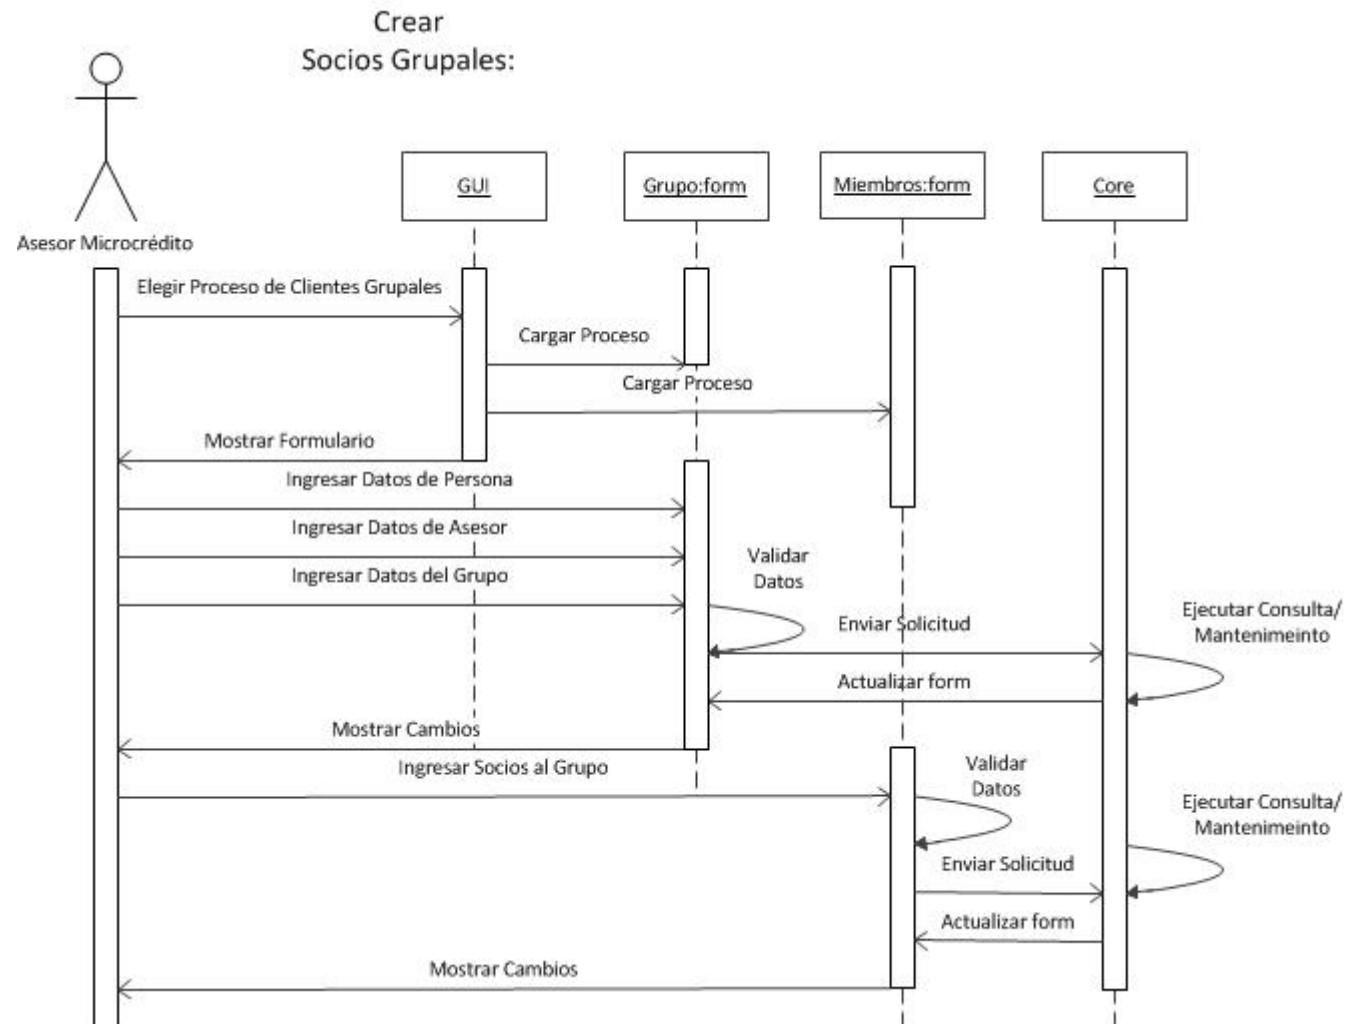 Crear
Socios Grupales:
GUI
Grupo:form
Miembros:form
Core
Asesor Microcrédito
Elegir Proceso de Clientes Grupales
Cargar Proceso
Cargar Proceso
Mostrar Formulario
Ingresar Datos de Persona
Ingresar Datos de Asesor
Ingresar Datos del Grupo
Validar
Datos
Enviar Solicitud
Ejecutar Consulta/
Mantenimeinto
Actualizar form
Mostrar Cambios
Ingresar Socios al Grupo
Validar
Datos
Ejecutar Consulta/
Mantenimeinto
Enviar Solicitud
Actualizar form
Mostrar Cambios